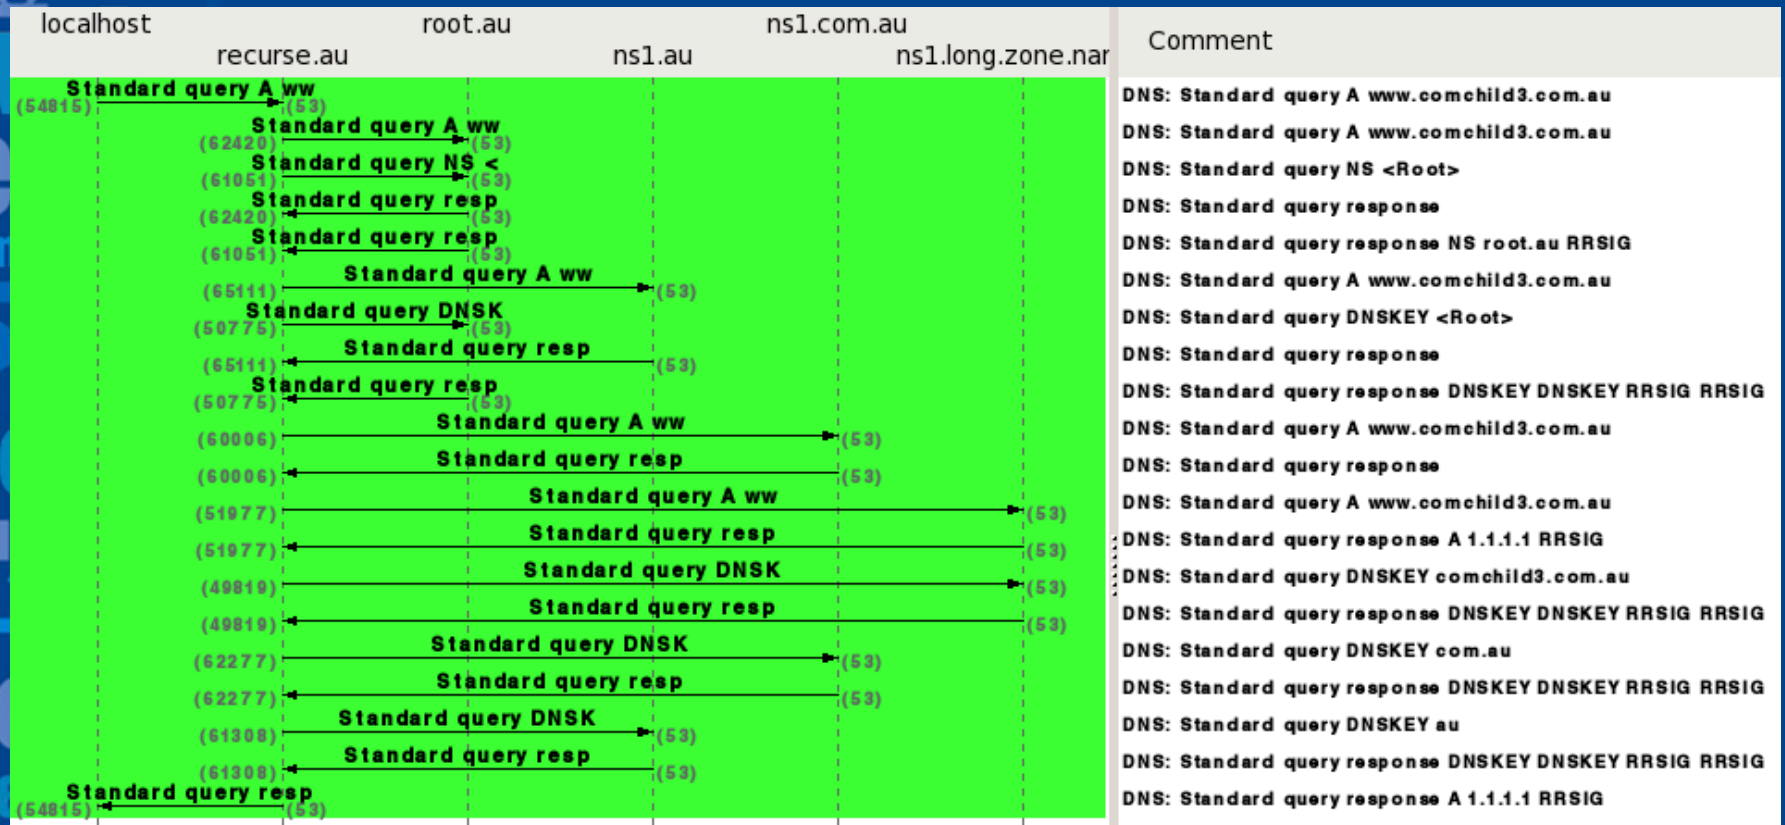 localhost root.au ns1.com.au
recurse.au ns1.au ns1.long.zone.nar
Comment
Standard query A ww
(54815) (53)
DNS: Standard query A www.comchild3.com.au
Standard query A ww
(62420) (53)
DNS: Standard query A www.comchild3.com.au
Standard query NS <
(61051) (53)
DNS: Standard query NS <Root>
Standard query resp
(62420) (53)
DNS: Standard query response
Standard query resp
(61051) (53)
DNS: Standard query response NS root.au RRSIG
Standard query A ww
(65111) (53)
DNS: Standard query A www.comchild3.com.au
Standard query DNSK
(50775) (53)
DNS: Standard query DNSKEY <Root>
Standard query resp
(65111) (53)
DNS: Standard query response
Standard query resp
(50775) (53)
DNS: Standard query response DNSKEY DNSKEY RRSIG RRSIG
Standard query A ww
(60006) (53)
DNS: Standard query A www.comchild3.com.au
Standard query resp
(60006) (53)
DNS: Standard query response
Standard query A ww
(51977) (53)
DNS: Standard query A www.comchild3.com.au
Standard query resp
(51977) (53)
DNS: Standard query response A 1.1.1.1 RRSIG
Standard query DNSK
(49819) (53)
DNS: Standard query DNSKEY comchild3.com.au
Standard query resp
(49819) (53)
DNS: Standard query response DNSKEY DNSKEY RRSIG RRSIG
Standard query DNSK
(62277) (53)
DNS: Standard query DNSKEY com.au
Standard query resp
(62277) (53)
DNS: Standard query response DNSKEY DNSKEY RRSIG RRSIG
Standard query DNSK
(61308) (53)
DNS: Standard query DNSKEY au
Standard query resp
(61308) (53)
DNS: Standard query response DNSKEY DNSKEY RRSIG RRSIG
Standard query resp
(54815) (53)
DNS: Standard query response A 1.1.1.1 RRSIG